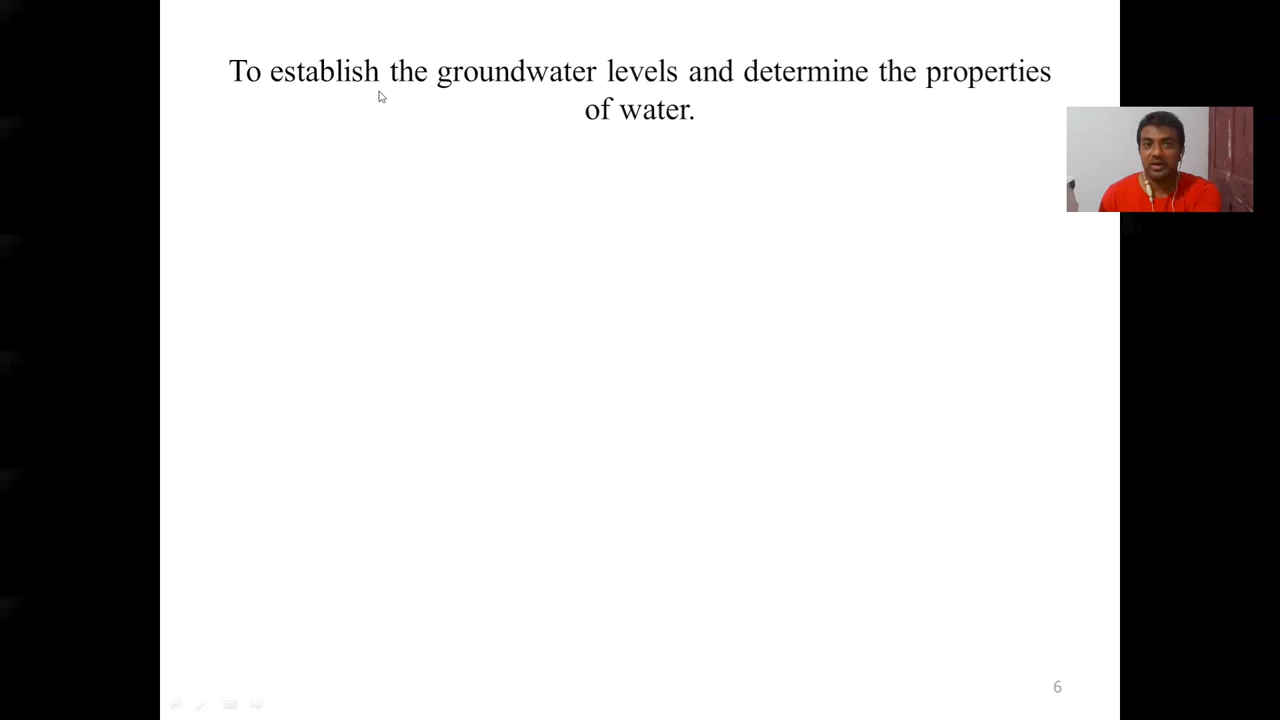 To establish the groundwater levels and determine the properties
of water.
6